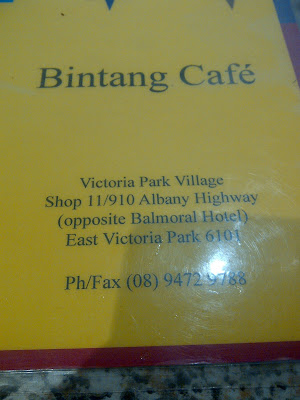 Bintang Café
Victoria Park Village
Shop 11/910 Albany Highway
(opposite Balmoral Hotel)
East Victoria Park 6101
Ph/Fax (08) 9472 9788